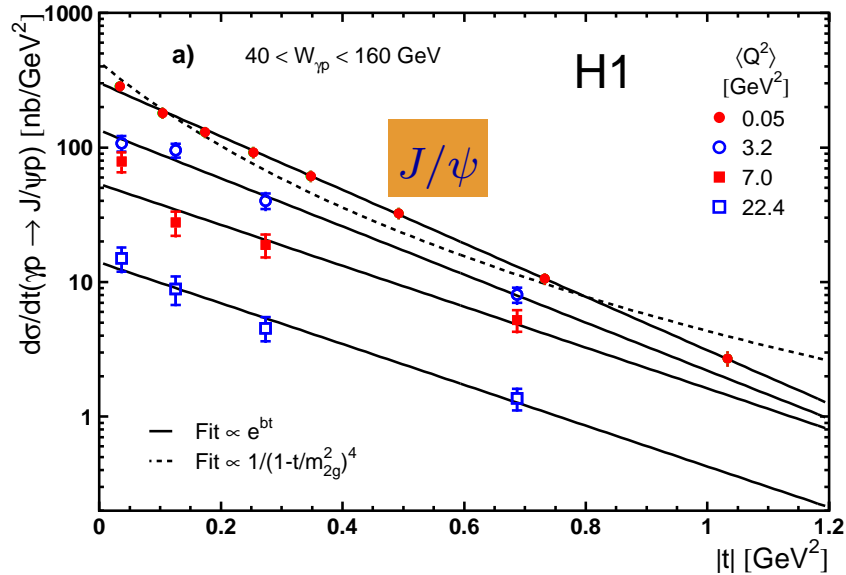 a)
40 < Wγp < 160 GeV
H1
⟨Q²⟩
[GeV²]
0.05
3.2
7.0
22.4
J/ψ
dσ/dt(γp → J/ψp) [nb/GeV²]
1000
100
10
1
Fit ∝ e^bt
Fit ∝ 1/(1-t/m²2g)⁴
0
0.2
0.4
0.6
0.8
1
1.2
|t| [GeV²]